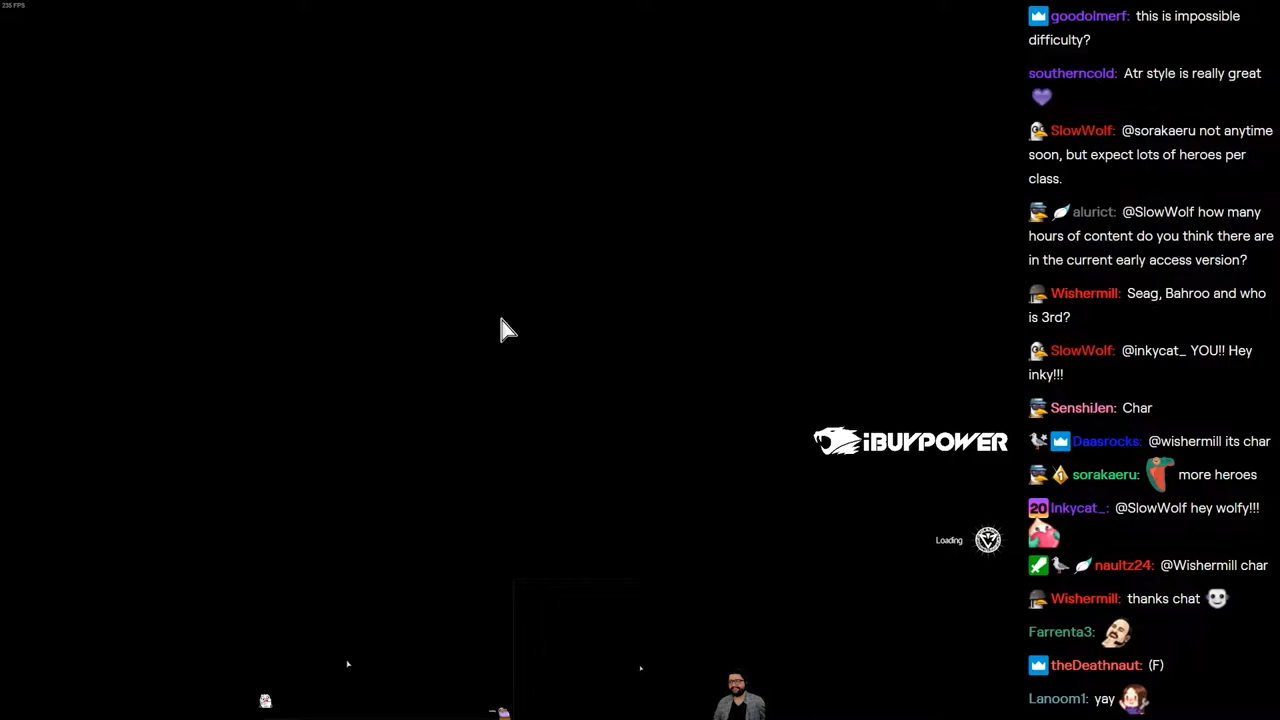 235 FPS
goodolmerf: this is impossible
difficulty?
southerncold: Atr style is really great
SlowWolf: @sorakaeru not anytime
soon, but expect lots of heroes per
class.
alurict: @SlowWolf how many
hours of content do you think there are
in the current early access version?
Wishermill: Seag, Bahroo and who
is 3rd?
SlowWolf: @inkycat_ YOU!! Hey
inky!!!
SenshiJen: Char
Daasrocks: @wishermill its char
1 sorakaeru: more heroes
20 Inkycat_: @SlowWolf hey wolfy!!!
naultz24: @Wishermill char
Wishermill: thanks chat
Farrenta3:
theDeathnaut: (F)
Lanoom1: yay
iBUYPOWER
Loading